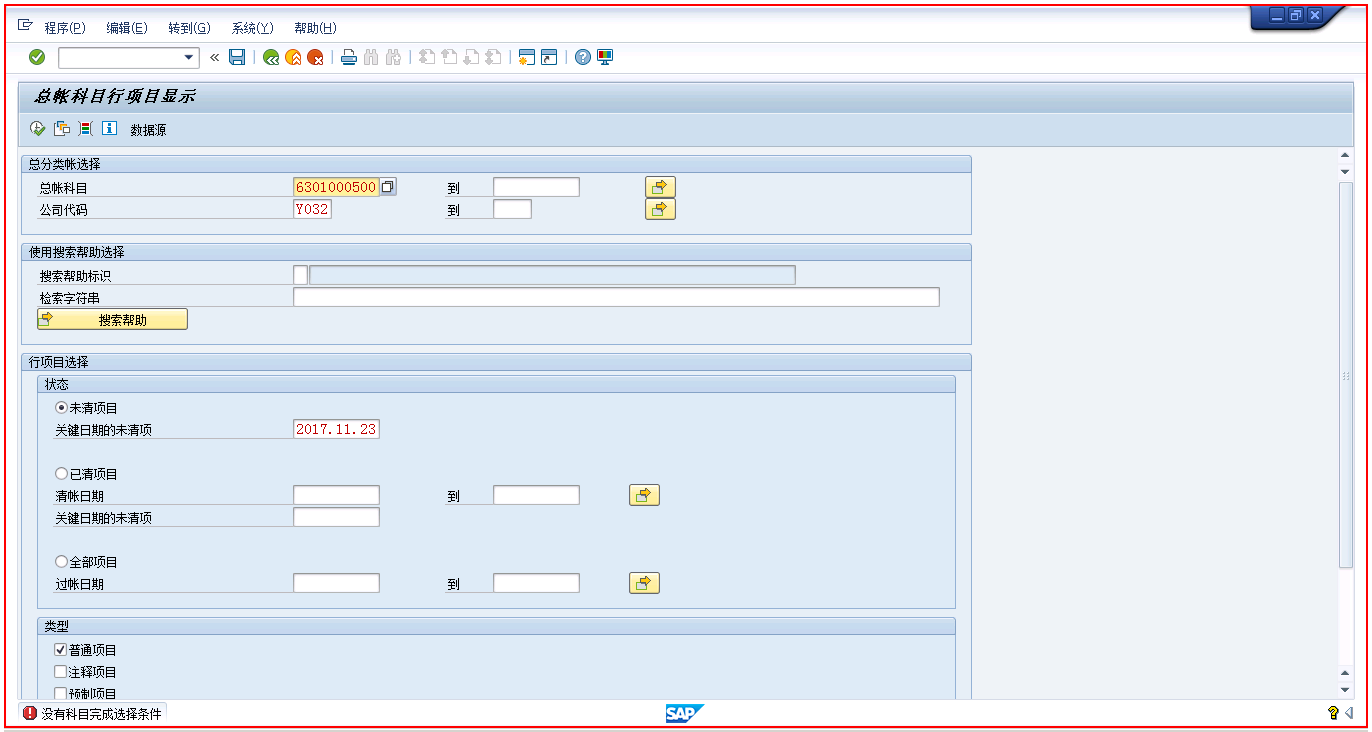 程序(P) 编辑(E) 转到(G) 系统(Y) 帮助(H)
总帐科目行项目显示
数据源
总分类帐选择
总帐科目 6301000500 到
公司代码 Y032 到
使用搜索帮助选择
搜索帮助标识
检索字符串
搜索帮助
行项目选择
状态
未清项目
关键日期的未清项 2017.11.23
已清项目
清帐日期 到
关键日期的未清项
全部项目
过帐日期 到
类型
普通项目
注释项目
预制项目
没有科目完成选择条件 SAP